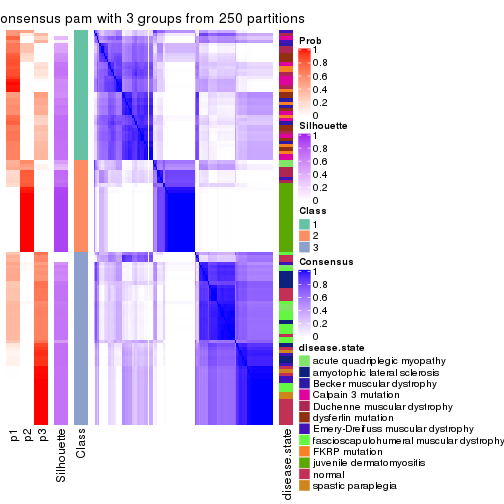 onsensus pam with 3 groups from 250 partitions
Prob
1
0.8
0.6
0.4
0.2
0
Silhouette
1
0.8
0.6
0.4
0.2
0
Class
1
2
3
Consensus
1
0.8
0.6
0.4
0.2
0
disease.state
acute quadriplegic myopathy
amyotophic lateral sclerosis
Becker muscular dystrophy
Calpain 3 mutation
Duchenne muscular dystrophy
dysferlin mutation
Emery-Dreifuss muscular dystrophy
fascioscapulohumeral muscular dystrophy
FKRP mutation
juvenile dermatomyositis
normal
spastic paraplegia
p1
p2
p3
Silhouette
Class
disease.state